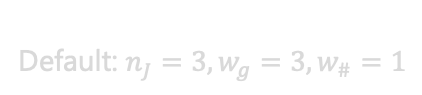 Default: n_J = 3, w_g = 3, w_# = 1